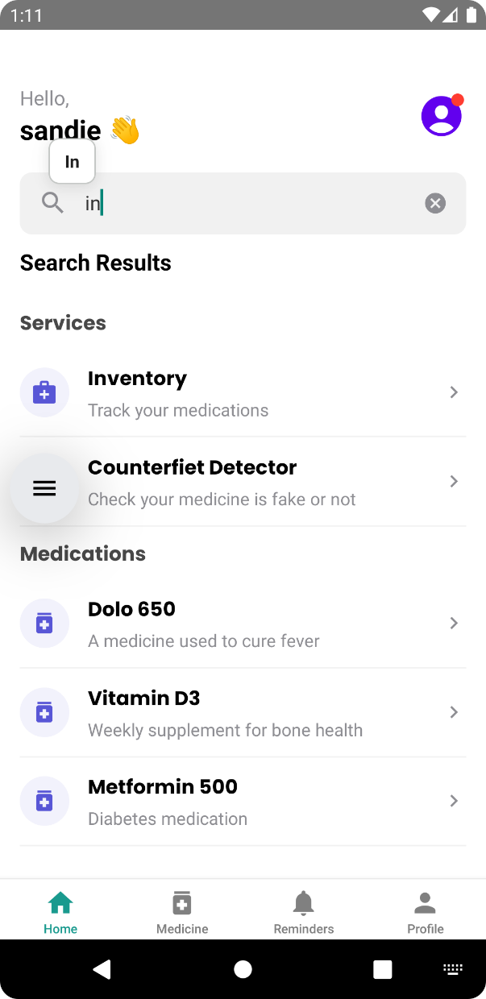 1:11
Hello,
sandie 👋
In
in
Search Results
Services
Inventory
Track your medications
Counterfiet Detector
Check your medicine is fake or not
Medications
Dolo 650
A medicine used to cure fever
Vitamin D3
Weekly supplement for bone health
Metformin 500
Diabetes medication
Home Medicine Reminders Profile